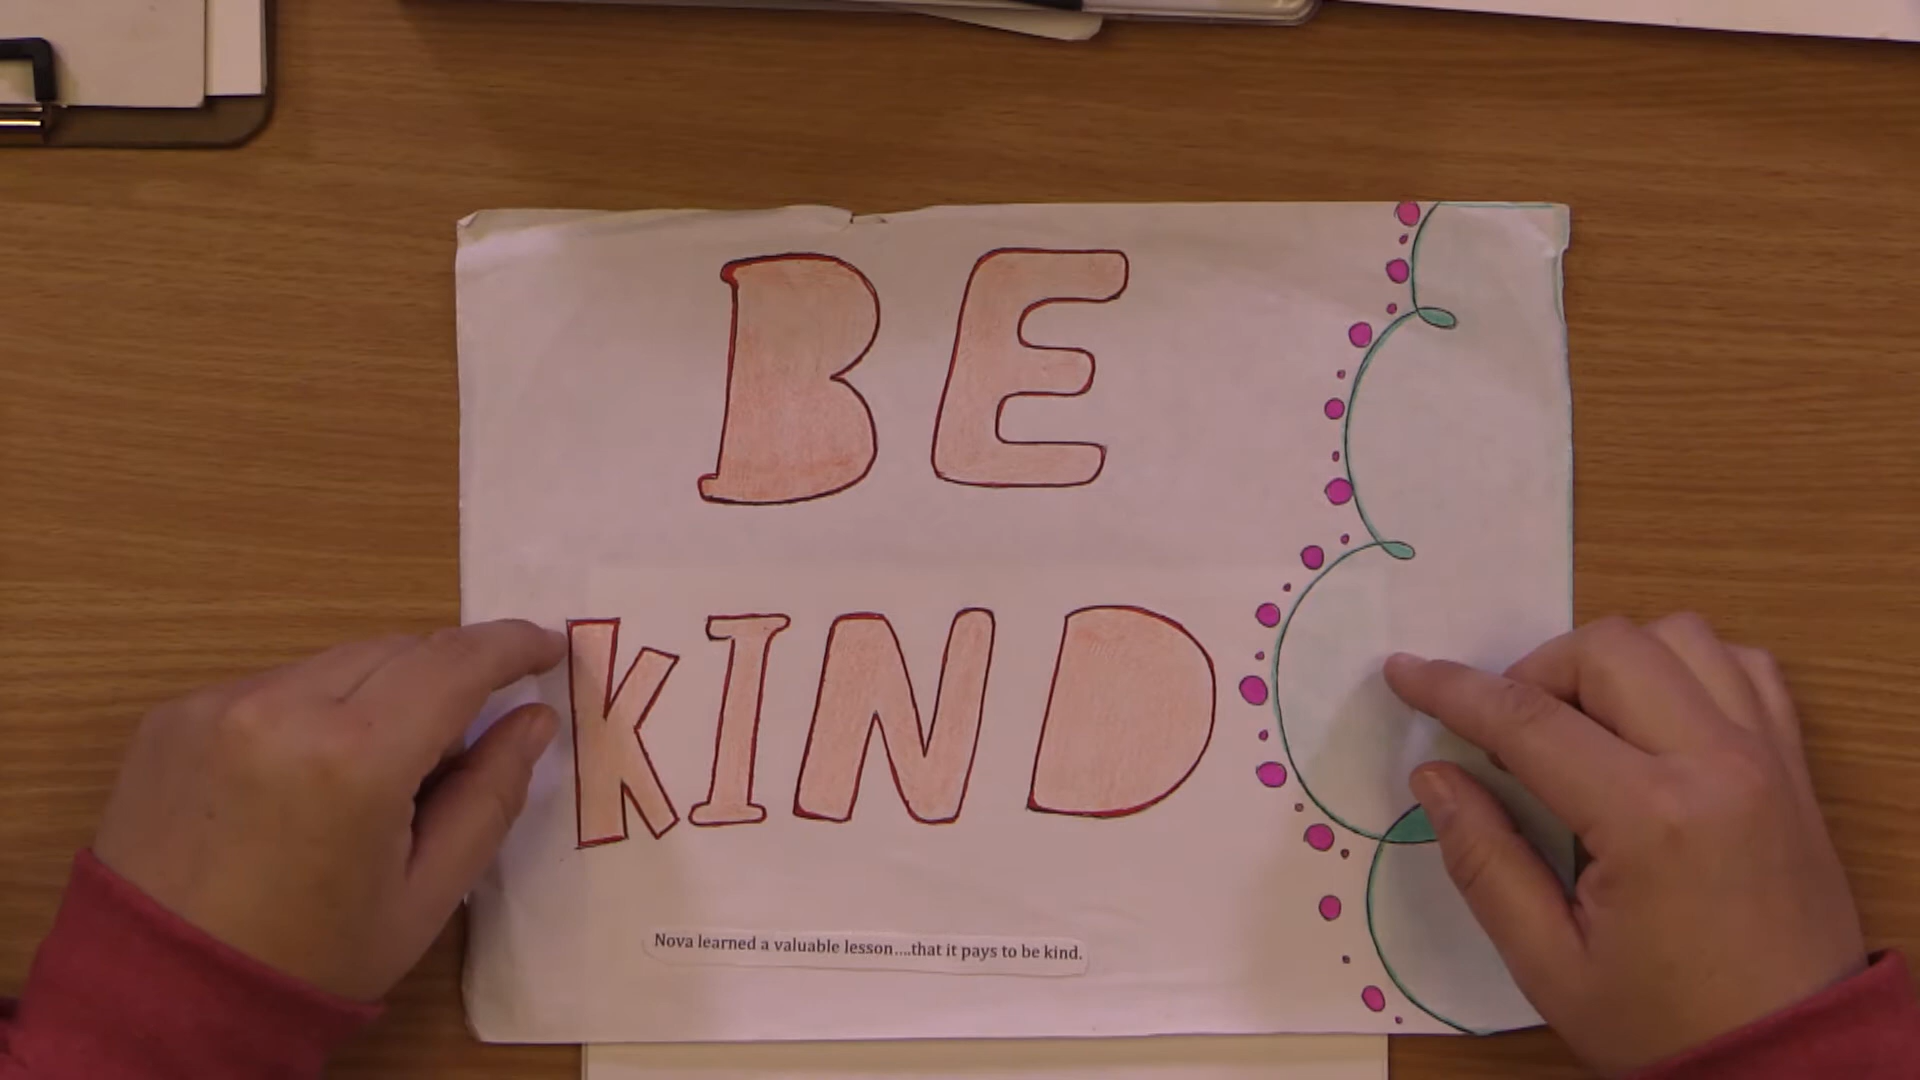 BE
KIND
Nova learned a valuable lesson....that it pays to be kind.